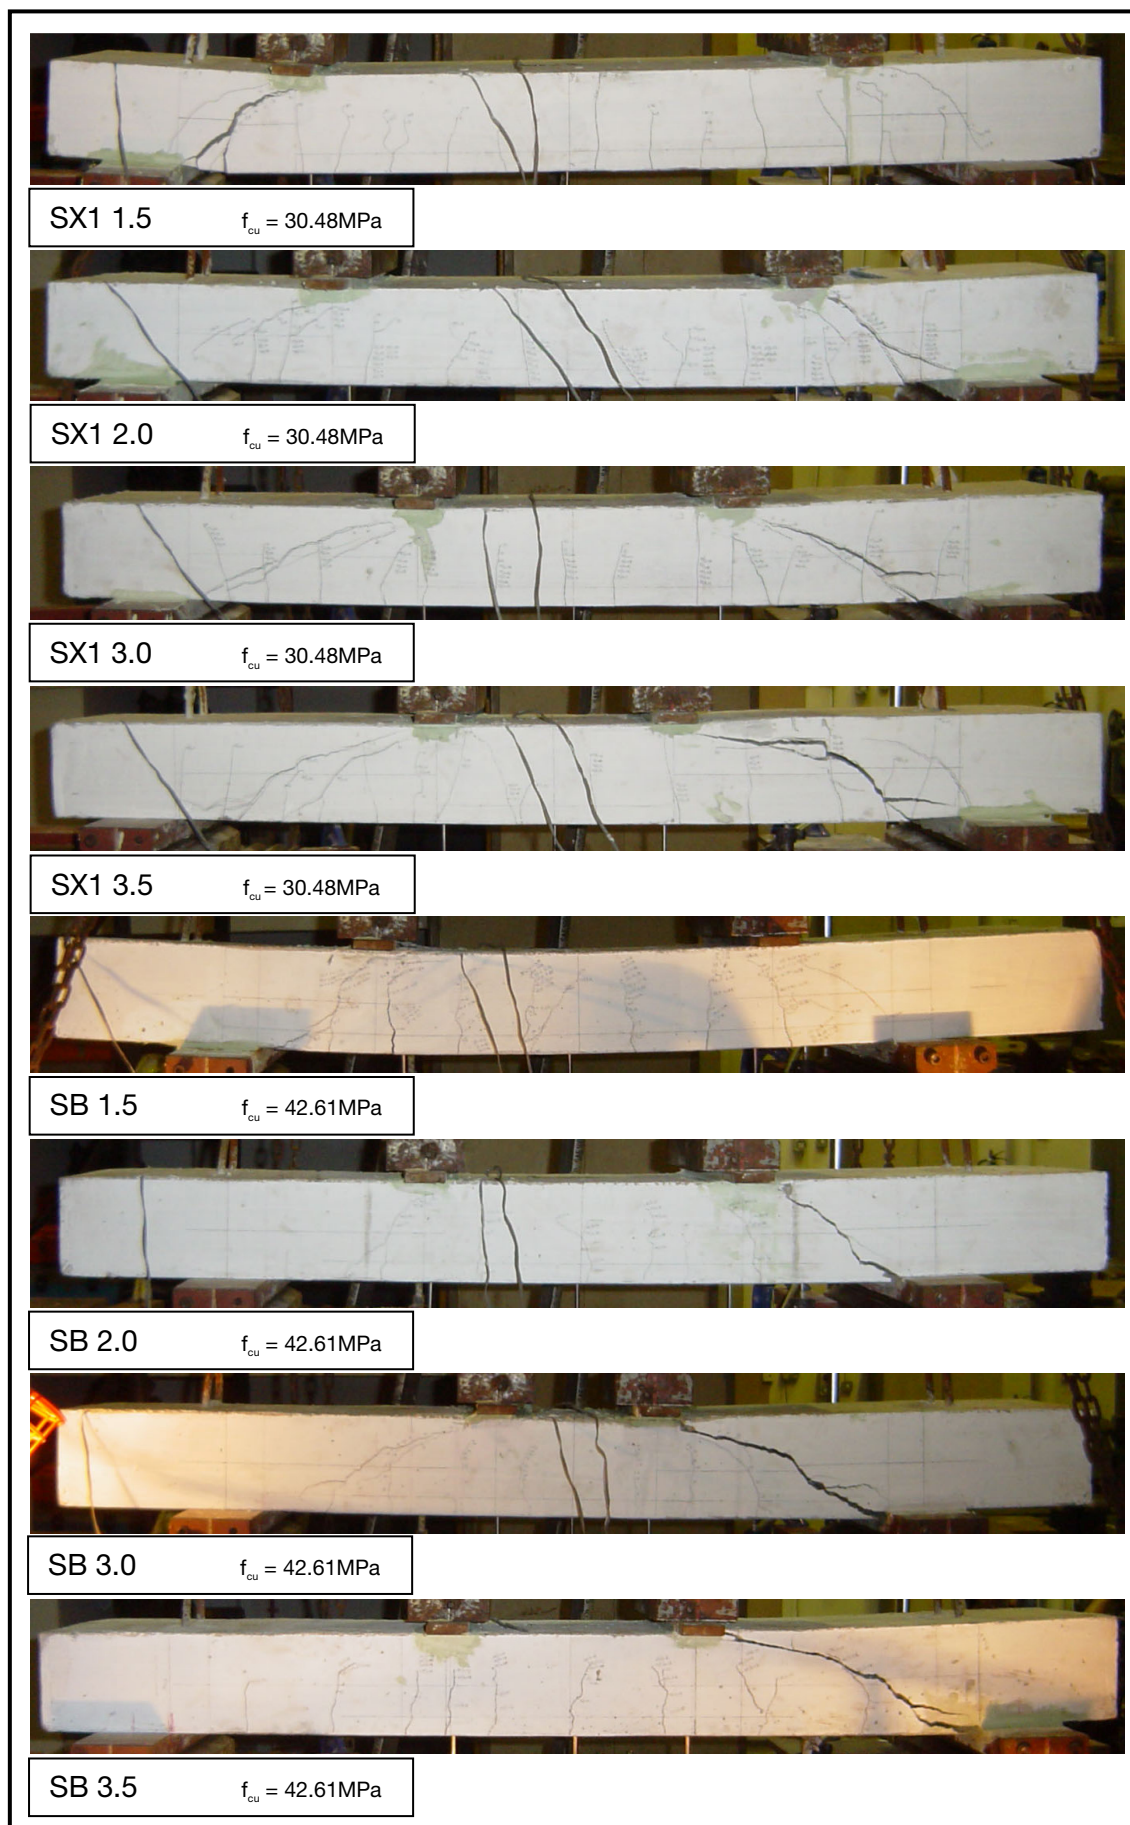 SX1 1.5 f_cu = 30.48MPa
SX1 2.0 f_cu = 30.48MPa
SX1 3.0 f_cu = 30.48MPa
SX1 3.5 f_cu = 30.48MPa
SB 1.5 f_cu = 42.61MPa
SB 2.0 f_cu = 42.61MPa
SB 3.0 f_cu = 42.61MPa
SB 3.5 f_cu = 42.61MPa